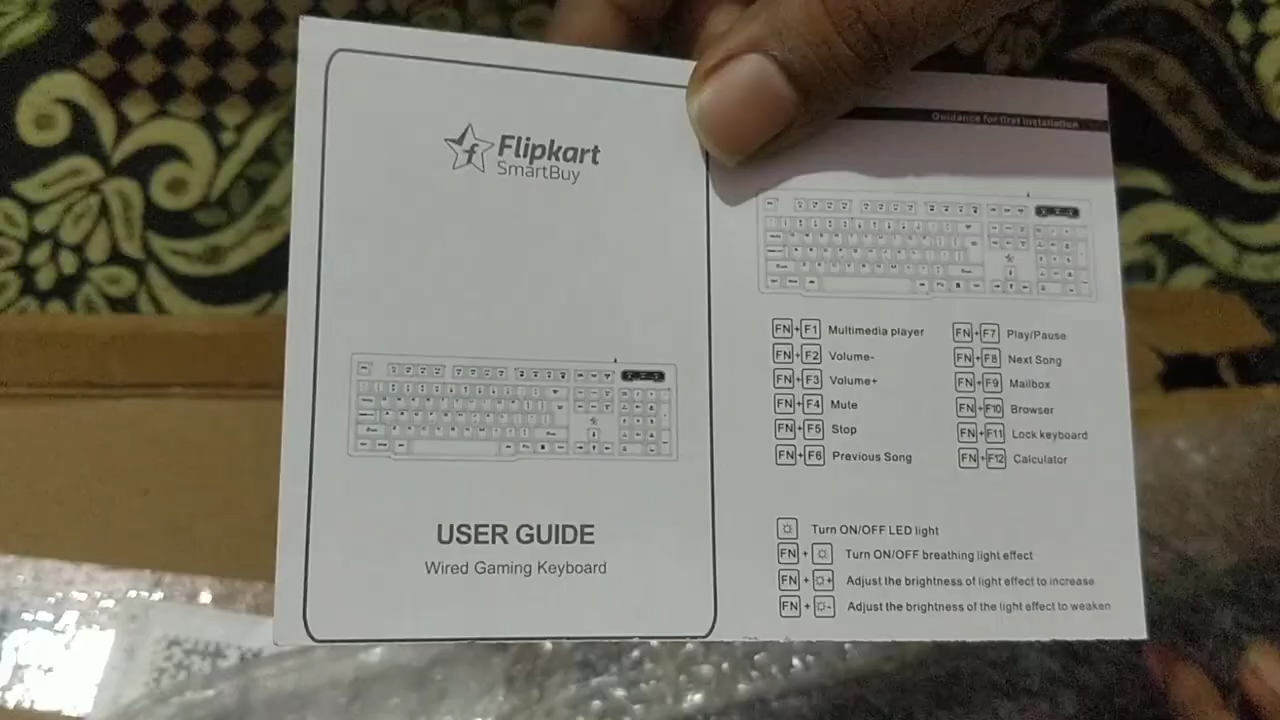 Flipkart
SmartBuy
USER GUIDE
Wired Gaming Keyboard
Guidance for first installation
FN+F1 Multimedia player
FN+F2 Volume-
FN+F3 Volume+
FN+F4 Mute
FN+F5 Stop
FN+F6 Previous Song
FN+F7 Play/Pause
FN+F8 Next Song
FN+F9 Mailbox
FN+F10 Browser
FN+F11 Lock keyboard
FN+F12 Calculator
Turn ON/OFF LED light
FN + Turn ON/OFF breathing light effect
FN + + Adjust the brightness of light effect to increase
FN + - Adjust the brightness of the light effect to weaken